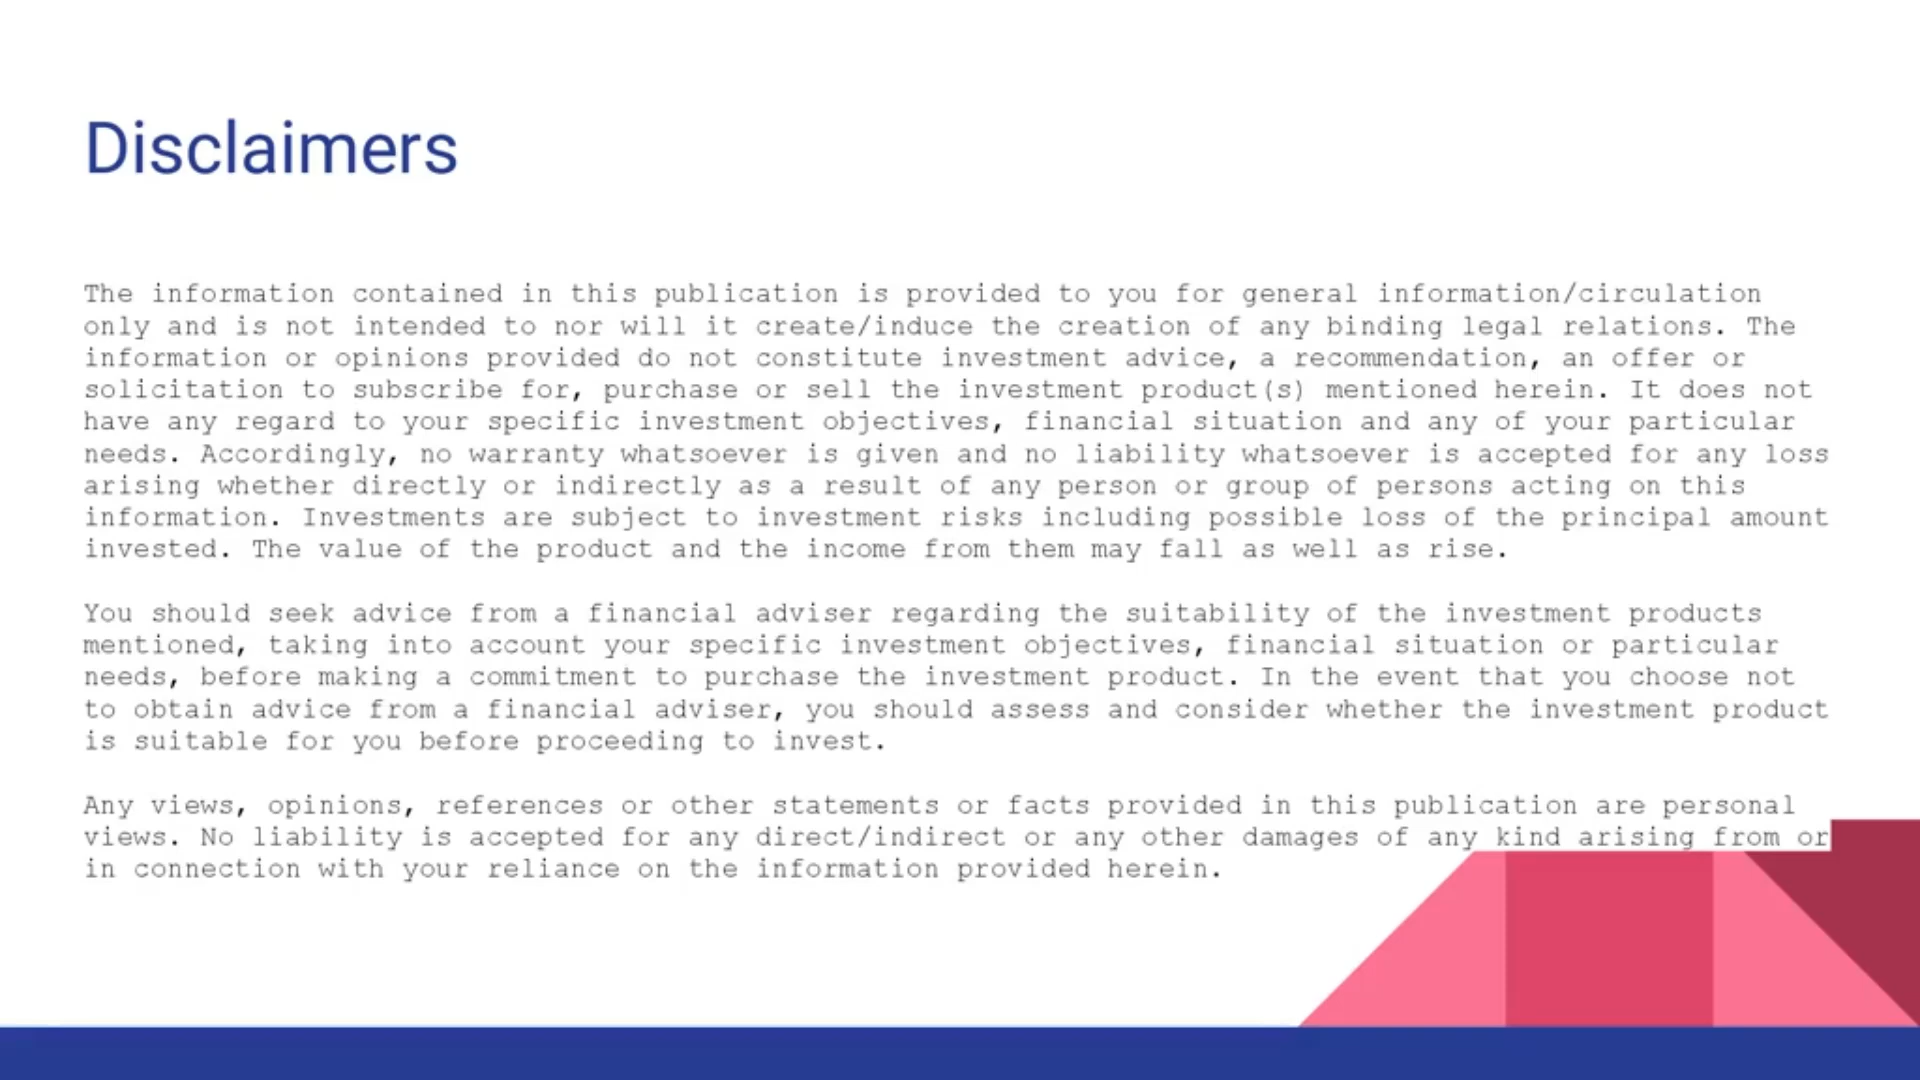 Disclaimers
The information contained in this publication is provided to you for general information/circulation
only and is not intended to nor will it create/induce the creation of any binding legal relations. The
information or opinions provided do not constitute investment advice, a recommendation, an offer or
solicitation to subscribe for, purchase or sell the investment product(s) mentioned herein. It does not
have any regard to your specific investment objectives, financial situation and any of your particular
needs. Accordingly, no warranty whatsoever is given and no liability whatsoever is accepted for any loss
arising whether directly or indirectly as a result of any person or group of persons acting on this
information. Investments are subject to investment risks including possible loss of the principal amount
invested. The value of the product and the income from them may fall as well as rise.
You should seek advice from a financial adviser regarding the suitability of the investment products
mentioned, taking into account your specific investment objectives, financial situation or particular
needs, before making a commitment to purchase the investment product. In the event that you choose not
to obtain advice from a financial adviser, you should assess and consider whether the investment product
is suitable for you before proceeding to invest.
Any views, opinions, references or other statements or facts provided in this publication are personal
views. No liability is accepted for any direct/indirect or any other damages of any kind arising from or
in connection with your reliance on the information provided herein.